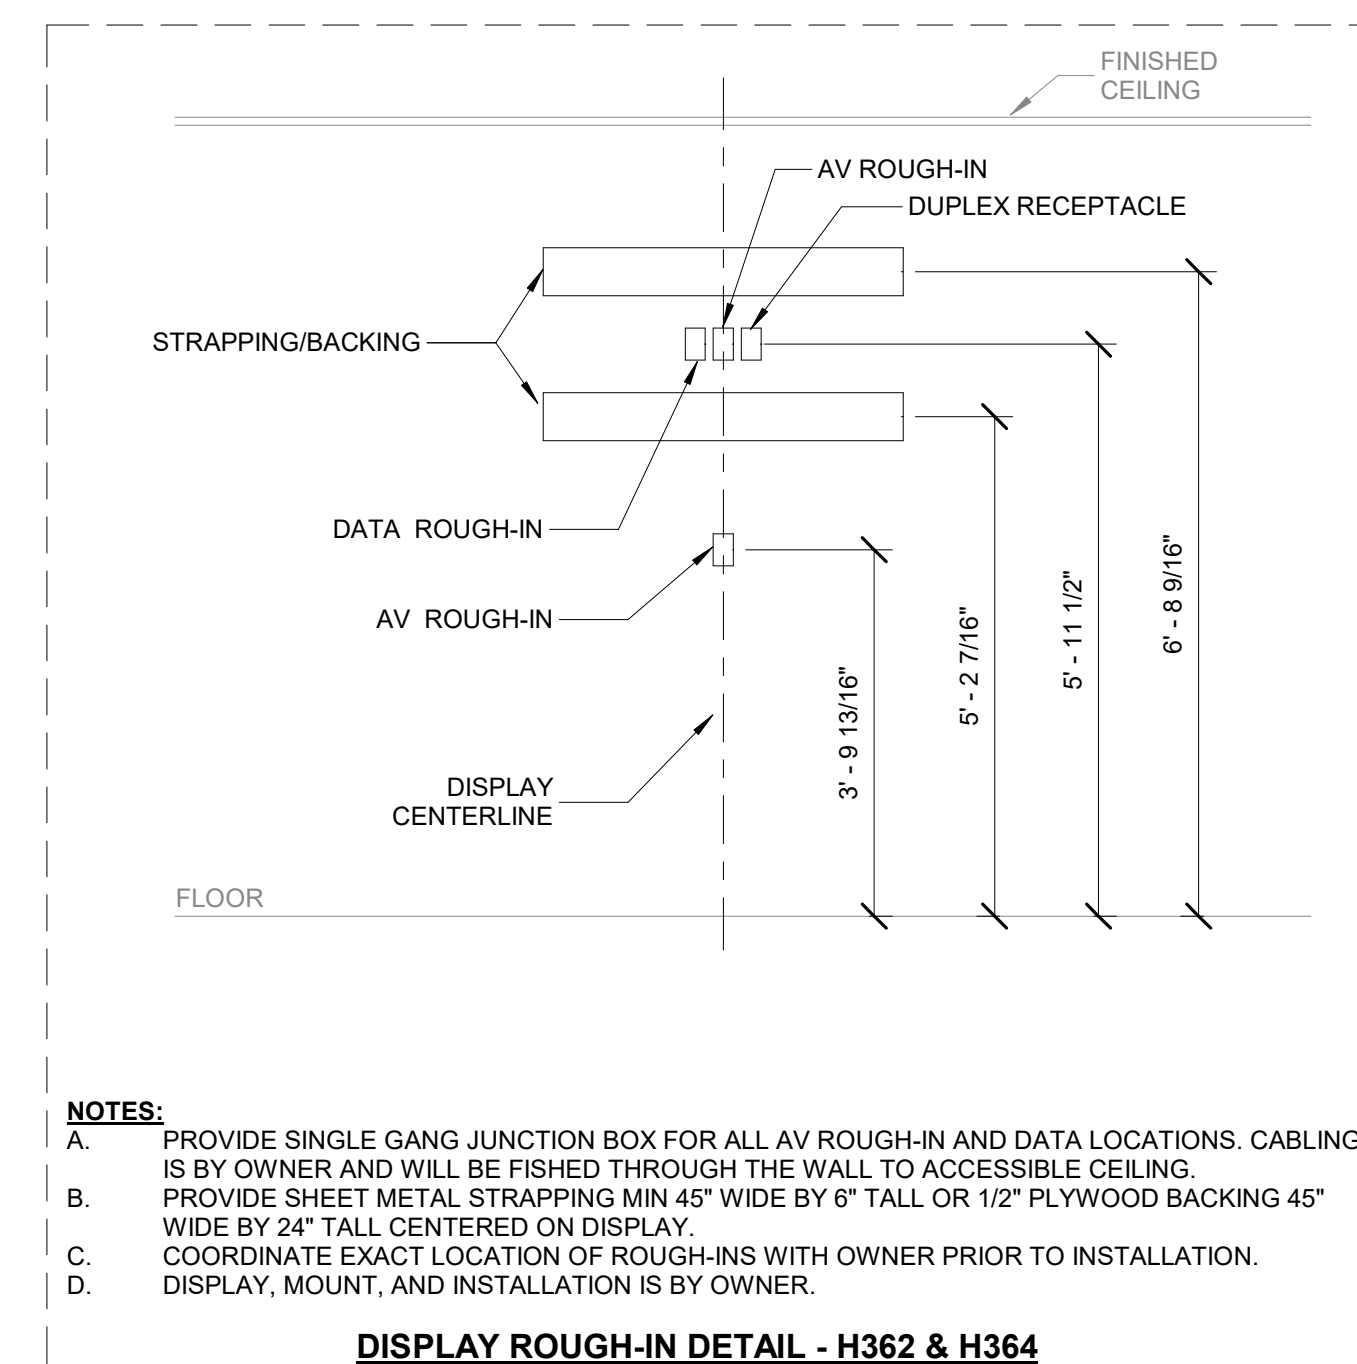 FINISHED
CEILING
AV ROUGH-IN
DUPLEX RECEPTACLE
STRAPPING/BACKING
DATA ROUGH-IN
AV ROUGH-IN
6' - 8 9/16"
5' - 11 1/2"
5' - 2 7/16"
3' - 9 13/16"
DISPLAY
CENTERLINE
FLOOR
NOTES:
A. PROVIDE SINGLE GANG JUNCTION BOX FOR ALL AV ROUGH-IN AND DATA LOCATIONS. CABLING
IS BY OWNER AND WILL BE FISHED THROUGH THE WALL TO ACCESSIBLE CEILING.
B. PROVIDE SHEET METAL STRAPPING MIN 45" WIDE BY 6" TALL OR 1/2" PLYWOOD BACKING 45"
WIDE BY 24" TALL CENTERED ON DISPLAY.
C. COORDINATE EXACT LOCATION OF ROUGH-INS WITH OWNER PRIOR TO INSTALLATION.
D. DISPLAY, MOUNT, AND INSTALLATION IS BY OWNER.
DISPLAY ROUGH-IN DETAIL - H362 & H364